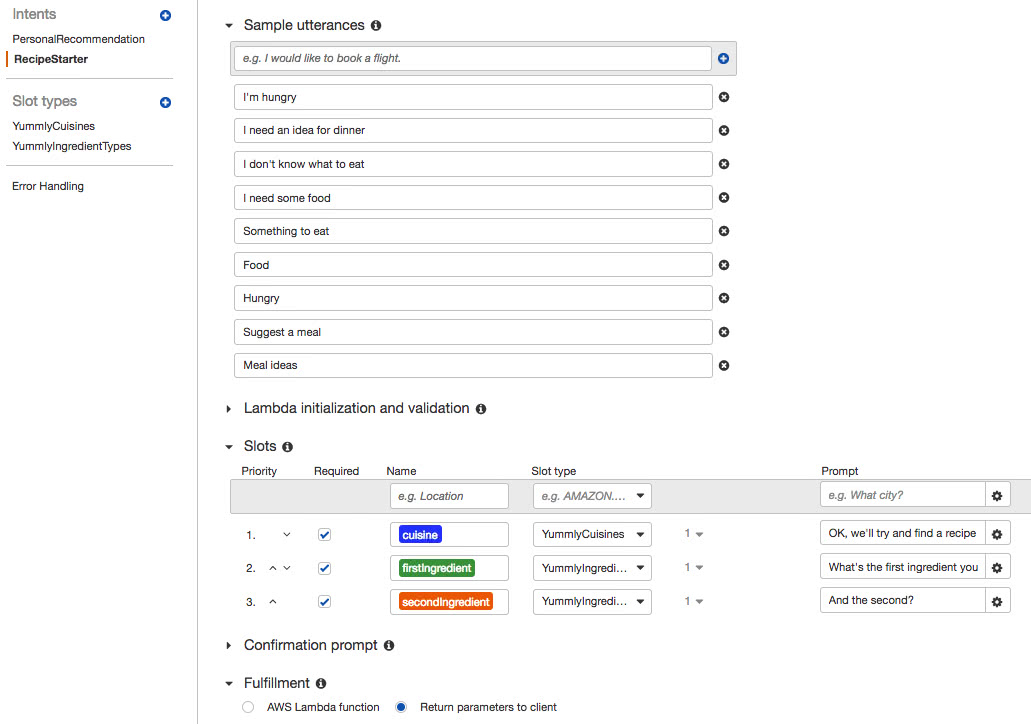 Intents
PersonalRecommendation
RecipeStarter
Slot types
YummlyCuisines
YummlyIngredientTypes
Error Handling
Sample utterances
e.g. I would like to book a flight.
I'm hungry
I need an idea for dinner
I don't know what to eat
I need some food
Something to eat
Food
Hungry
Suggest a meal
Meal ideas
Lambda initialization and validation
Slots
Priority Required Name Slot type Prompt
e.g. Location e.g. AMAZON.... e.g. What city?
1. cuisine YummlyCuisines 1 OK, we'll try and find a recipe
2. firstIngredient YummlyIngredi... 1 What's the first ingredient you
3. secondIngredient YummlyIngredi... 1 And the second?
Confirmation prompt
Fulfillment
AWS Lambda function Return parameters to client